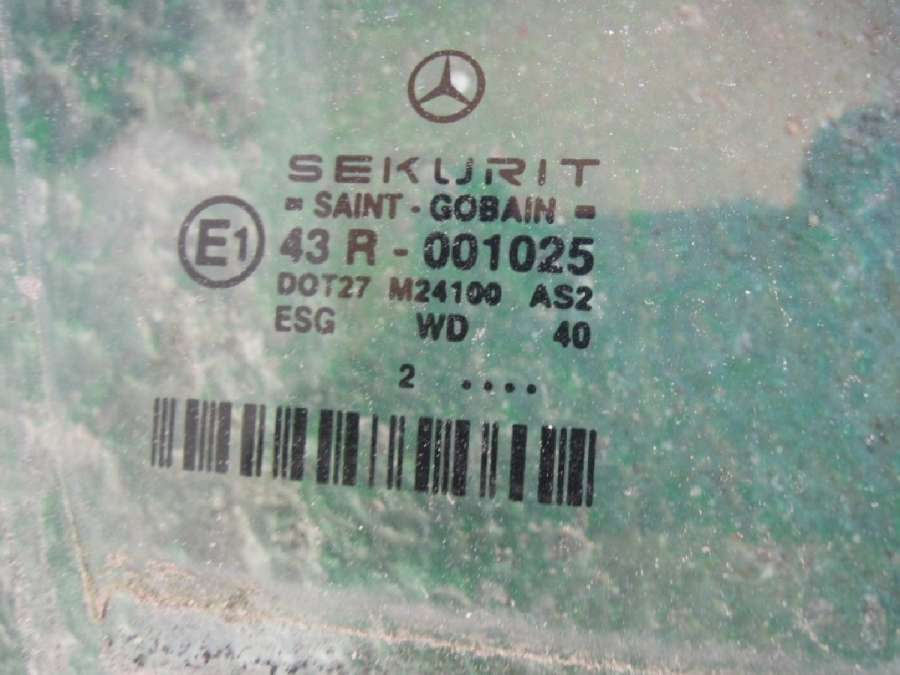 SEKURIT
SAINT - GOBAIN
E1 43 R - 001025
DOT27 M24100 AS2
ESG WD 40
2 ....